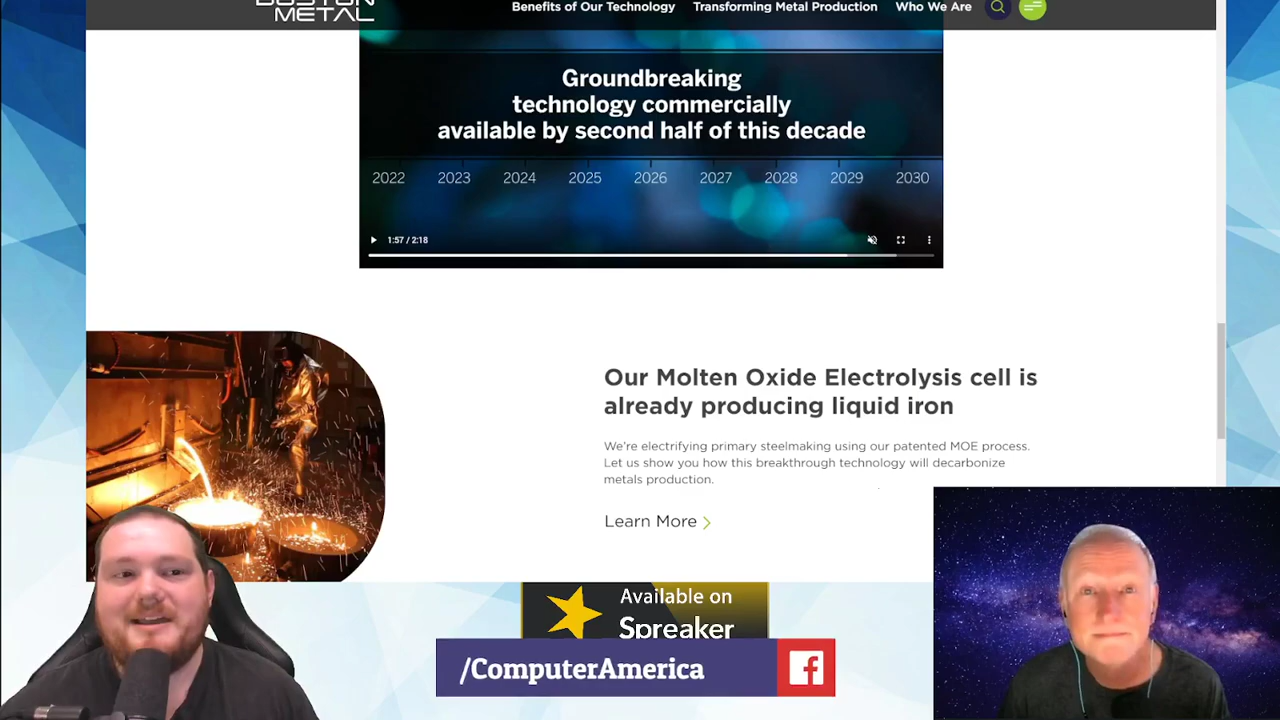 BOSTON
METAL
Benefits of Our Technology Transforming Metal Production Who We Are
Groundbreaking
technology commercially
available by second half of this decade
2022 2023 2024 2025 2026 2027 2028 2029 2030
1:57 / 2:18
Our Molten Oxide Electrolysis cell is
already producing liquid iron
We're electrifying primary steelmaking using our patented MOE process.
Let us show you how this breakthrough technology will decarbonize
metals production.
Learn More
Available on
Spreaker
/ComputerAmerica